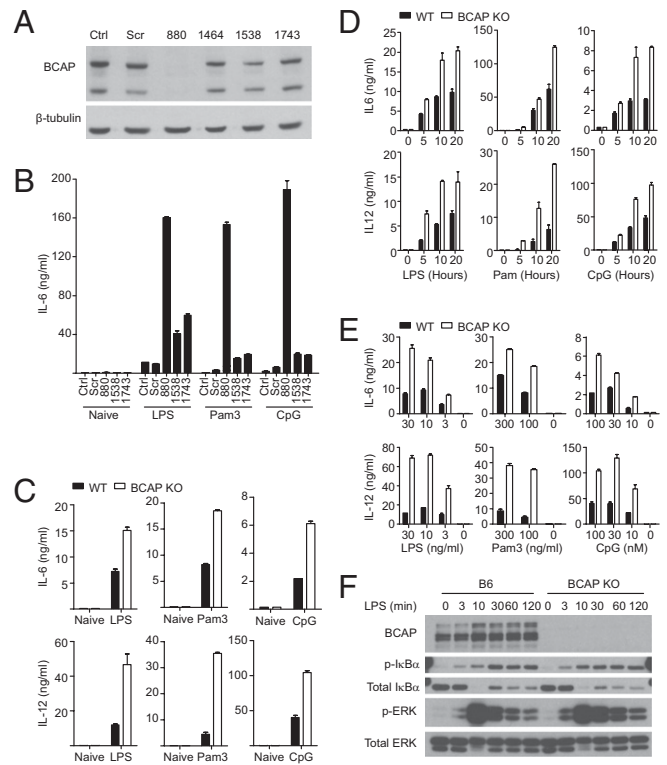 A
Ctrl Scr 880 1464 1538 1743
BCAP
β-tubulin
B
IL-6 (ng/ml)
200
160
120
80
40
Ctrl Scr 880 1538 1743 Ctrl Scr 880 1538 1743 Ctrl Scr 880 1538 1743 Ctrl Scr 880 1538 1743
Naive LPS Pam3 CpG
C
WT BCAP KO
IL-6 (ng/ml)
20 15 10 5 0
20 15 10 5 0
8 6 4 2 0
Naive LPS Naive Pam3 Naive CpG
IL-12 (ng/ml)
60 40 20 0
40 30 20 10 0
150 100 50 0
Naive LPS Naive Pam3 Naive CpG
D
WT BCAP KO
IL6 (ng/ml)
25 20 15 10 5 0
150 100 50 0
10 8 6 4 2 0
0 5 10 20 0 5 10 20 0 5 10 20
IL12 (ng/ml)
20 15 10 5 0
30 20 10 0
150 100 75 50 25 0
0 5 10 20 0 5 10 20 0 5 10 20
LPS (Hours) Pam (Hours) CpG (Hours)
E
WT BCAP KO
IL-6 (ng/ml)
30 20 10 0
30 20 10 0
8 6 4 2 0
30 10 3 0 300 100 0 100 30 10 0
IL-12 (ng/ml)
80 60 40 20 0
50 40 30 20 10 0
150 100 50 0
30 10 3 0 300 100 0 100 30 10 0
LPS (ng/ml) Pam3 (ng/ml) CpG (nM)
F
B6 BCAP KO
LPS (min) 0 3 10 30 60 120 0 3 10 30 60 120
BCAP
p-IκBα
Total IκBα
p-ERK
Total ERK